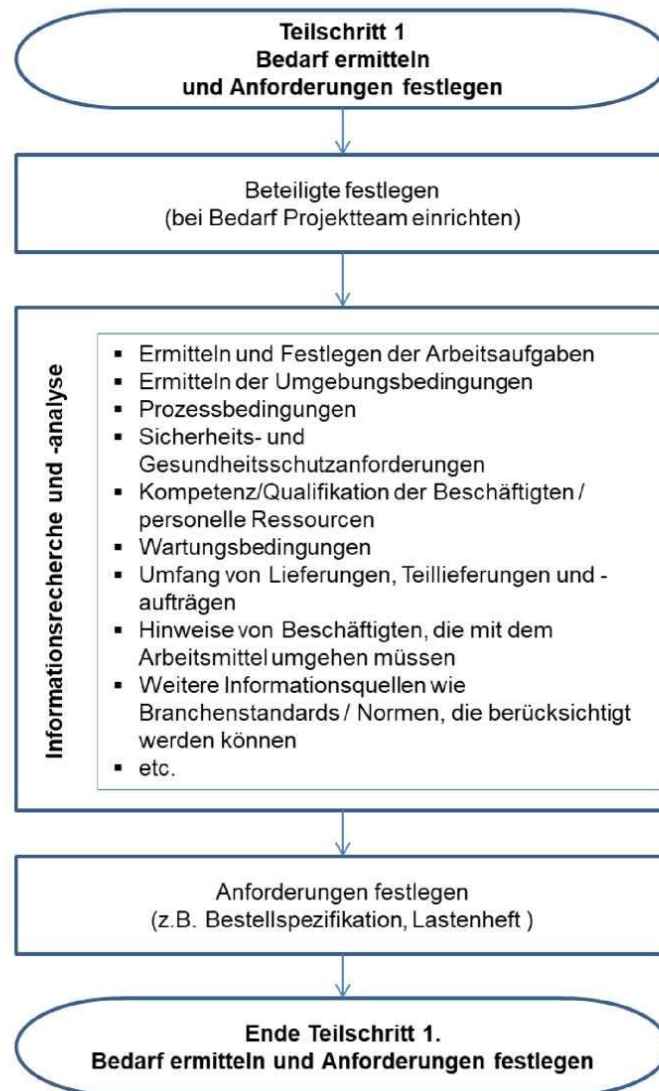 Teilschritt 1
Bedarf ermitteln
und Anforderungen festlegen
Beteiligte festlegen
(bei Bedarf Projektteam einrichten)
Informationsrecherche und -analyse
▪ Ermitteln und Festlegen der Arbeitsaufgaben
▪ Ermitteln der Umgebungsbedingungen
▪ Prozessbedingungen
▪ Sicherheits- und
Gesundheitsschutzanforderungen
▪ Kompetenz/Qualifikation der Beschäftigten /
personelle Ressourcen
▪ Wartungsbedingungen
▪ Umfang von Lieferungen, Teillieferungen und -
aufträgen
▪ Hinweise von Beschäftigten, die mit dem
Arbeitsmittel umgehen müssen
▪ Weitere Informationsquellen wie
Branchenstandards / Normen, die berücksichtigt
werden können
▪ etc.
Anforderungen festlegen
(z.B. Bestellspezifikation, Lastenheft )
Ende Teilschritt 1.
Bedarf ermitteln und Anforderungen festlegen